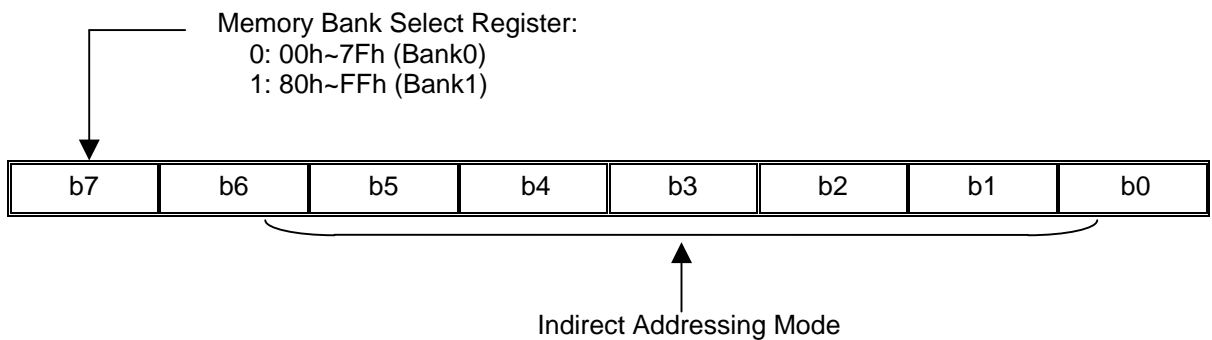 Memory Bank Select Register:
0: 00h~7Fh (Bank0)
1: 80h~FFh (Bank1)
b7 b6 b5 b4 b3 b2 b1 b0
Indirect Addressing Mode